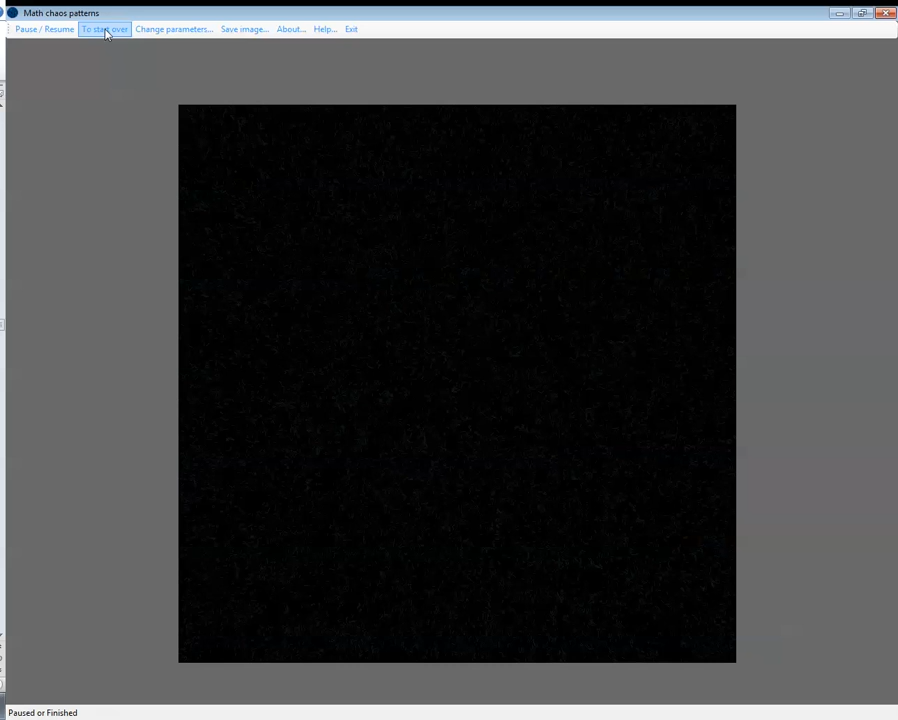 Math chaos patterns
Pause / Resume To start over Change parameters... Save image... About... Help... Exit
Paused or Finished